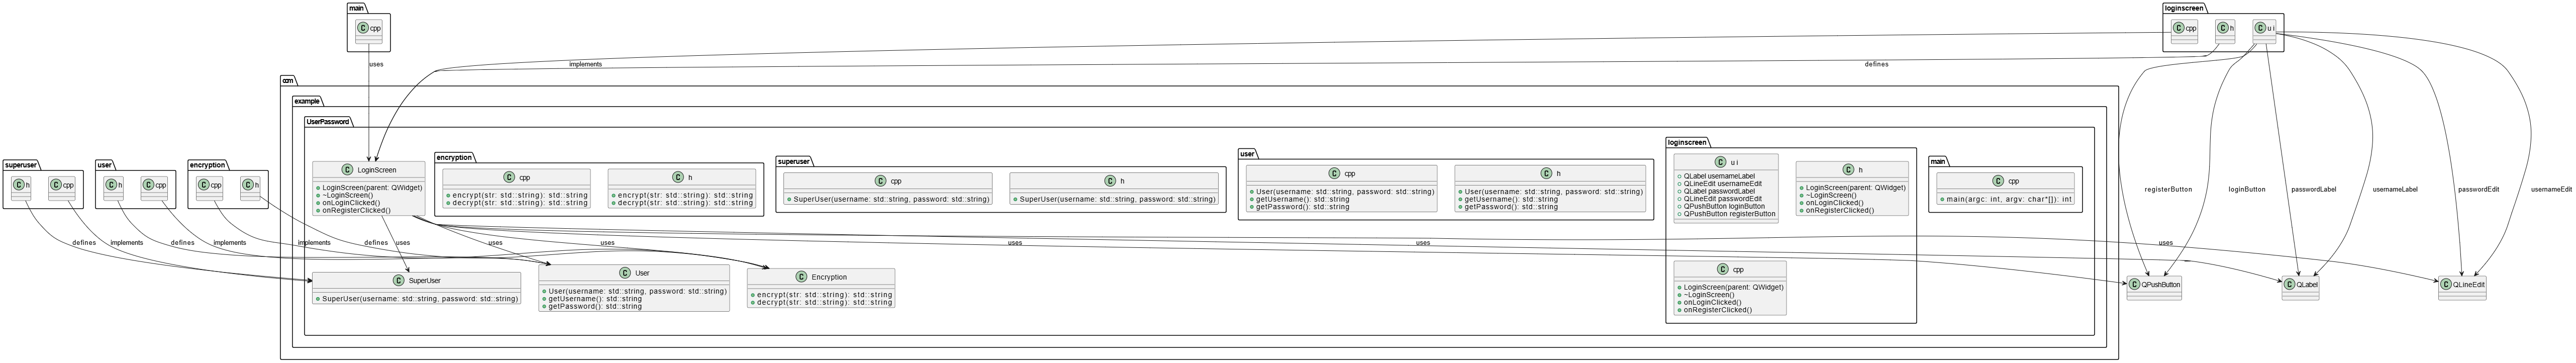 main
C cpp
loginscreen
C cpp
C h
C ui
uses
implements
defines
com
example
UserPassword
superuser
C h
C cpp
user
C h
C cpp
encryption
C cpp
C h
C LoginScreen
LoginScreen(parent: QWidget)
~LoginScreen()
onLoginClicked()
onRegisterClicked()
encryption
C cpp
encrypt(str: std::string): std::string
decrypt(str: std::string): std::string
C h
encrypt(str: std::string): std::string
decrypt(str: std::string): std::string
superuser
C cpp
SuperUser(username: std::string, password: std::string)
C h
SuperUser(username: std::string, password: std::string)
user
C cpp
User(username: std::string, password: std::string)
getUsername(): std::string
getPassword(): std::string
C h
User(username: std::string, password: std::string)
getUsername(): std::string
getPassword(): std::string
loginscreen
C ui
QLabel usernameLabel
QLineEdit usernameEdit
QLabel passwordLabel
QLineEdit passwordEdit
QPushButton loginButton
QPushButton registerButton
C h
LoginScreen(parent: QWidget)
~LoginScreen()
onLoginClicked()
onRegisterClicked()
C cpp
LoginScreen(parent: QWidget)
~LoginScreen()
onLoginClicked()
onRegisterClicked()
main
C cpp
main(argc: int, argv: char*[]): int
registerButton
loginButton
passwordLabel
usernameLabel
passwordEdit
usernameEdit
defines
implements
defines
implements
defines
uses
uses
uses
uses
uses
uses
C SuperUser
SuperUser(username: std::string, password: std::string)
C User
User(username: std::string, password: std::string)
getUsername(): std::string
getPassword(): std::string
C Encryption
encrypt(str: std::string): std::string
decrypt(str: std::string): std::string
C QPushButton
C QLabel
C QLineEdit